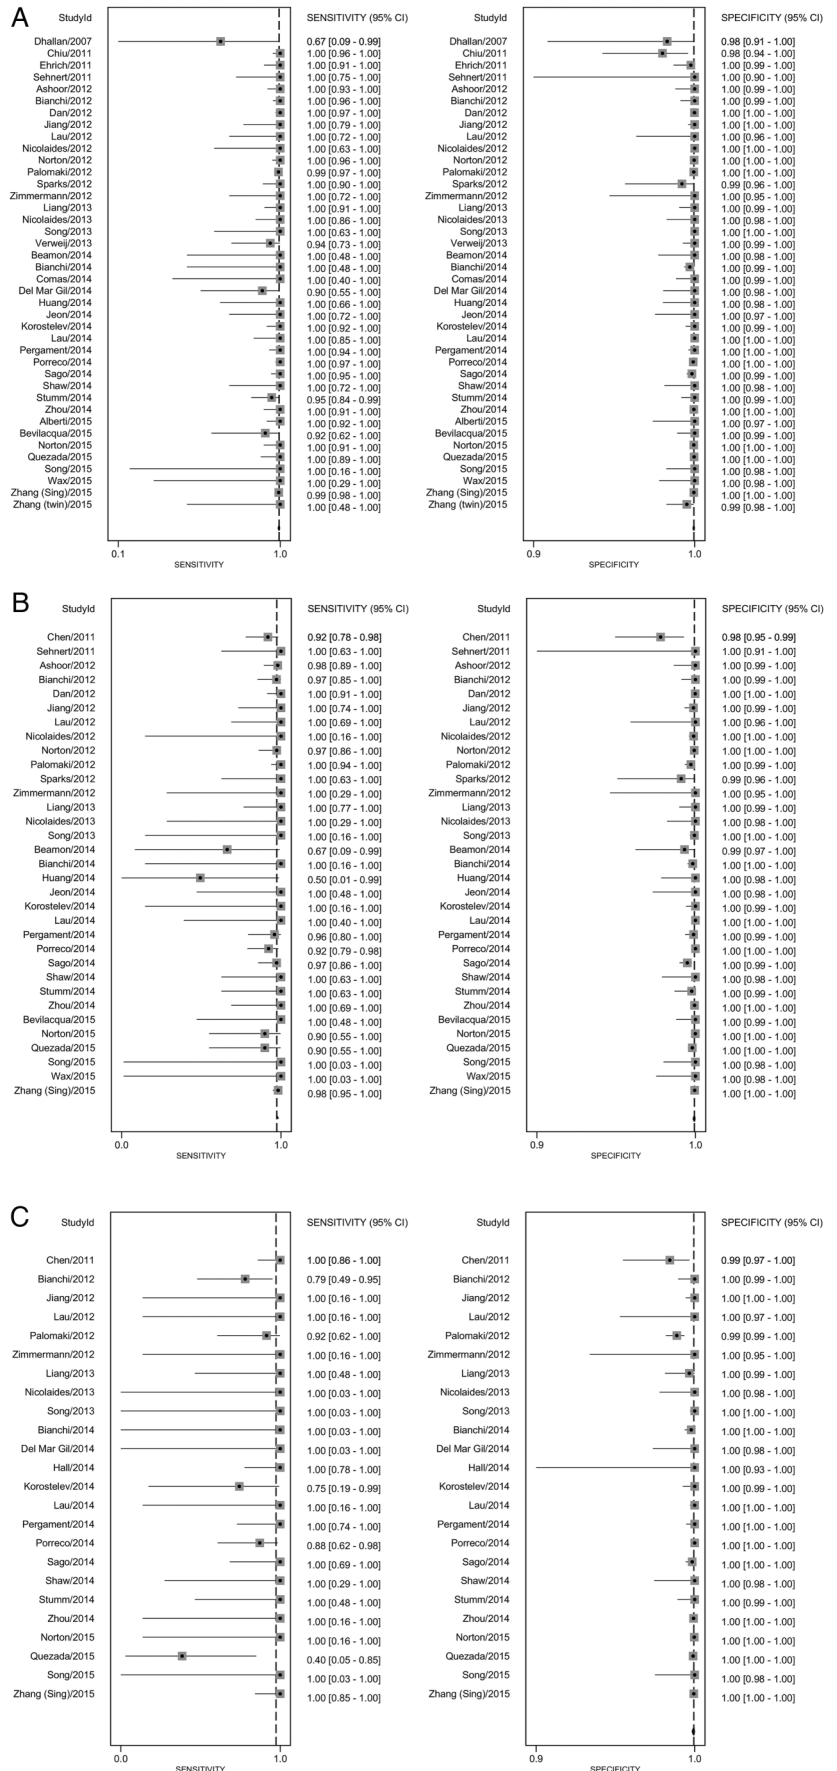 A
StudyId SENSITIVITY (95% CI) StudyId SPECIFICITY (95% CI)
Dhallan/2007 0.67 [0.09 - 0.99] Dhallan/2007 0.98 [0.91 - 1.00]
Chiu/2011 1.00 [0.96 - 1.00] Chiu/2011 0.98 [0.94 - 1.00]
Ehrich/2011 1.00 [0.91 - 1.00] Ehrich/2011 1.00 [0.99 - 1.00]
Sehnert/2011 1.00 [0.75 - 1.00] Sehnert/2011 1.00 [0.90 - 1.00]
Ashoor/2012 1.00 [0.93 - 1.00] Ashoor/2012 1.00 [0.99 - 1.00]
Bianchi/2012 1.00 [0.96 - 1.00] Bianchi/2012 1.00 [0.99 - 1.00]
Dan/2012 1.00 [0.97 - 1.00] Dan/2012 1.00 [1.00 - 1.00]
Jiang/2012 1.00 [0.79 - 1.00] Jiang/2012 1.00 [1.00 - 1.00]
Lau/2012 1.00 [0.72 - 1.00] Lau/2012 1.00 [0.96 - 1.00]
Nicolaides/2012 1.00 [0.63 - 1.00] Nicolaides/2012 1.00 [1.00 - 1.00]
Norton/2012 1.00 [0.96 - 1.00] Norton/2012 1.00 [1.00 - 1.00]
Palomaki/2012 0.99 [0.97 - 1.00] Palomaki/2012 1.00 [1.00 - 1.00]
Sparks/2012 1.00 [0.90 - 1.00] Sparks/2012 0.99 [0.96 - 1.00]
Zimmermann/2012 1.00 [0.72 - 1.00] Zimmermann/2012 1.00 [0.95 - 1.00]
Liang/2013 1.00 [0.91 - 1.00] Liang/2013 1.00 [0.99 - 1.00]
Nicolaides/2013 1.00 [0.86 - 1.00] Nicolaides/2013 1.00 [0.98 - 1.00]
Song/2013 1.00 [0.63 - 1.00] Song/2013 1.00 [1.00 - 1.00]
Verweij/2013 0.94 [0.73 - 1.00] Verweij/2013 1.00 [0.99 - 1.00]
Beamon/2014 1.00 [0.48 - 1.00] Beamon/2014 1.00 [0.98 - 1.00]
Bianchi/2014 1.00 [0.48 - 1.00] Bianchi/2014 1.00 [0.99 - 1.00]
Comas/2014 1.00 [0.40 - 1.00] Comas/2014 1.00 [0.99 - 1.00]
Del Mar Gil/2014 0.90 [0.55 - 1.00] Del Mar Gil/2014 1.00 [0.98 - 1.00]
Huang/2014 1.00 [0.66 - 1.00] Huang/2014 1.00 [0.98 - 1.00]
Jeon/2014 1.00 [0.72 - 1.00] Jeon/2014 1.00 [0.97 - 1.00]
Korostelev/2014 1.00 [0.92 - 1.00] Korostelev/2014 1.00 [0.99 - 1.00]
Lau/2014 1.00 [0.85 - 1.00] Lau/2014 1.00 [1.00 - 1.00]
Pergament/2014 1.00 [0.94 - 1.00] Pergament/2014 1.00 [1.00 - 1.00]
Porreco/2014 1.00 [0.97 - 1.00] Porreco/2014 1.00 [1.00 - 1.00]
Sago/2014 1.00 [0.95 - 1.00] Sago/2014 1.00 [0.99 - 1.00]
Shaw/2014 1.00 [0.72 - 1.00] Shaw/2014 1.00 [0.98 - 1.00]
Stumm/2014 0.95 [0.84 - 0.99] Stumm/2014 1.00 [0.99 - 1.00]
Zhou/2014 1.00 [0.91 - 1.00] Zhou/2014 1.00 [1.00 - 1.00]
Alberti/2015 1.00 [0.92 - 1.00] Alberti/2015 1.00 [0.97 - 1.00]
Bevilacqua/2015 0.92 [0.62 - 1.00] Bevilacqua/2015 1.00 [0.99 - 1.00]
Norton/2015 1.00 [0.91 - 1.00] Norton/2015 1.00 [1.00 - 1.00]
Quezada/2015 1.00 [0.89 - 1.00] Quezada/2015 1.00 [1.00 - 1.00]
Song/2015 1.00 [0.16 - 1.00] Song/2015 1.00 [0.98 - 1.00]
Wax/2015 1.00 [0.29 - 1.00] Wax/2015 1.00 [0.98 - 1.00]
Zhang (Sing)/2015 0.99 [0.98 - 1.00] Zhang (Sing)/2015 1.00 [1.00 - 1.00]
Zhang (twin)/2015 1.00 [0.48 - 1.00] Zhang (twin)/2015 0.99 [0.98 - 1.00]
0.1 1.0 0.9 1.0
SENSITIVITY SPECIFICITY
B
StudyId SENSITIVITY (95% CI) StudyId SPECIFICITY (95% CI)
Chen/2011 0.92 [0.78 - 0.98] Chen/2011 0.98 [0.95 - 0.99]
Sehnert/2011 1.00 [0.63 - 1.00] Sehnert/2011 1.00 [0.91 - 1.00]
Ashoor/2012 0.98 [0.89 - 1.00] Ashoor/2012 1.00 [0.99 - 1.00]
Bianchi/2012 0.97 [0.85 - 1.00] Bianchi/2012 1.00 [0.99 - 1.00]
Dan/2012 1.00 [0.91 - 1.00] Dan/2012 1.00 [1.00 - 1.00]
Jiang/2012 1.00 [0.74 - 1.00] Jiang/2012 1.00 [0.99 - 1.00]
Lau/2012 1.00 [0.69 - 1.00] Lau/2012 1.00 [0.96 - 1.00]
Nicolaides/2012 1.00 [0.16 - 1.00] Nicolaides/2012 1.00 [1.00 - 1.00]
Norton/2012 0.97 [0.86 - 1.00] Norton/2012 1.00 [1.00 - 1.00]
Palomaki/2012 1.00 [0.94 - 1.00] Palomaki/2012 1.00 [0.99 - 1.00]
Sparks/2012 1.00 [0.63 - 1.00] Sparks/2012 0.99 [0.96 - 1.00]
Zimmermann/2012 1.00 [0.29 - 1.00] Zimmermann/2012 1.00 [0.95 - 1.00]
Liang/2013 1.00 [0.77 - 1.00] Liang/2013 1.00 [0.99 - 1.00]
Nicolaides/2013 1.00 [0.29 - 1.00] Nicolaides/2013 1.00 [0.98 - 1.00]
Song/2013 1.00 [0.16 - 1.00] Song/2013 1.00 [1.00 - 1.00]
Beamon/2014 0.67 [0.09 - 0.99] Beamon/2014 0.99 [0.97 - 1.00]
Bianchi/2014 1.00 [0.16 - 1.00] Bianchi/2014 1.00 [1.00 - 1.00]
Huang/2014 0.50 [0.01 - 0.99] Huang/2014 1.00 [0.98 - 1.00]
Jeon/2014 1.00 [0.48 - 1.00] Jeon/2014 1.00 [0.98 - 1.00]
Korostelev/2014 1.00 [0.16 - 1.00] Korostelev/2014 1.00 [0.99 - 1.00]
Lau/2014 1.00 [0.40 - 1.00] Lau/2014 1.00 [1.00 - 1.00]
Pergament/2014 0.96 [0.80 - 1.00] Pergament/2014 1.00 [0.99 - 1.00]
Porreco/2014 0.92 [0.79 - 0.98] Porreco/2014 1.00 [1.00 - 1.00]
Sago/2014 0.97 [0.86 - 1.00] Sago/2014 1.00 [0.99 - 1.00]
Shaw/2014 1.00 [0.63 - 1.00] Shaw/2014 1.00 [0.98 - 1.00]
Stumm/2014 1.00 [0.63 - 1.00] Stumm/2014 1.00 [0.99 - 1.00]
Zhou/2014 1.00 [0.69 - 1.00] Zhou/2014 1.00 [1.00 - 1.00]
Bevilacqua/2015 1.00 [0.48 - 1.00] Bevilacqua/2015 1.00 [0.99 - 1.00]
Norton/2015 0.90 [0.55 - 1.00] Norton/2015 1.00 [1.00 - 1.00]
Quezada/2015 0.90 [0.55 - 1.00] Quezada/2015 1.00 [1.00 - 1.00]
Song/2015 1.00 [0.03 - 1.00] Song/2015 1.00 [0.98 - 1.00]
Wax/2015 1.00 [0.03 - 1.00] Wax/2015 1.00 [0.98 - 1.00]
Zhang (Sing)/2015 0.98 [0.95 - 1.00] Zhang (Sing)/2015 1.00 [1.00 - 1.00]
0.0 1.0 0.9 1.0
SENSITIVITY SPECIFICITY
C
StudyId SENSITIVITY (95% CI) StudyId SPECIFICITY (95% CI)
Chen/2011 1.00 [0.86 - 1.00] Chen/2011 0.99 [0.97 - 1.00]
Bianchi/2012 0.79 [0.49 - 0.95] Bianchi/2012 1.00 [0.99 - 1.00]
Jiang/2012 1.00 [0.16 - 1.00] Jiang/2012 1.00 [1.00 - 1.00]
Lau/2012 1.00 [0.16 - 1.00] Lau/2012 1.00 [0.97 - 1.00]
Palomaki/2012 0.92 [0.62 - 1.00] Palomaki/2012 0.99 [0.99 - 1.00]
Zimmermann/2012 1.00 [0.16 - 1.00] Zimmermann/2012 1.00 [0.95 - 1.00]
Liang/2013 1.00 [0.48 - 1.00] Liang/2013 1.00 [0.99 - 1.00]
Nicolaides/2013 1.00 [0.03 - 1.00] Nicolaides/2013 1.00 [0.98 - 1.00]
Song/2013 1.00 [0.03 - 1.00] Song/2013 1.00 [1.00 - 1.00]
Bianchi/2014 1.00 [0.03 - 1.00] Bianchi/2014 1.00 [1.00 - 1.00]
Del Mar Gil/2014 1.00 [0.03 - 1.00] Del Mar Gil/2014 1.00 [0.98 - 1.00]
Hall/2014 1.00 [0.78 - 1.00] Hall/2014 1.00 [0.93 - 1.00]
Korostelev/2014 0.75 [0.19 - 0.99] Korostelev/2014 1.00 [0.99 - 1.00]
Lau/2014 1.00 [0.16 - 1.00] Lau/2014 1.00 [1.00 - 1.00]
Pergament/2014 1.00 [0.74 - 1.00] Pergament/2014 1.00 [1.00 - 1.00]
Porreco/2014 0.88 [0.62 - 0.98] Porreco/2014 1.00 [1.00 - 1.00]
Sago/2014 1.00 [0.69 - 1.00] Sago/2014 1.00 [1.00 - 1.00]
Shaw/2014 1.00 [0.29 - 1.00] Shaw/2014 1.00 [0.98 - 1.00]
Stumm/2014 1.00 [0.48 - 1.00] Stumm/2014 1.00 [0.99 - 1.00]
Zhou/2014 1.00 [0.16 - 1.00] Zhou/2014 1.00 [1.00 - 1.00]
Norton/2015 1.00 [0.16 - 1.00] Norton/2015 1.00 [1.00 - 1.00]
Quezada/2015 0.40 [0.05 - 0.85] Quezada/2015 1.00 [1.00 - 1.00]
Song/2015 1.00 [0.03 - 1.00] Song/2015 1.00 [0.98 - 1.00]
Zhang (Sing)/2015 1.00 [0.85 - 1.00] Zhang (Sing)/2015 1.00 [1.00 - 1.00]
0.0 1.0 0.9 1.0
SENSITIVITY SPECIFICITY